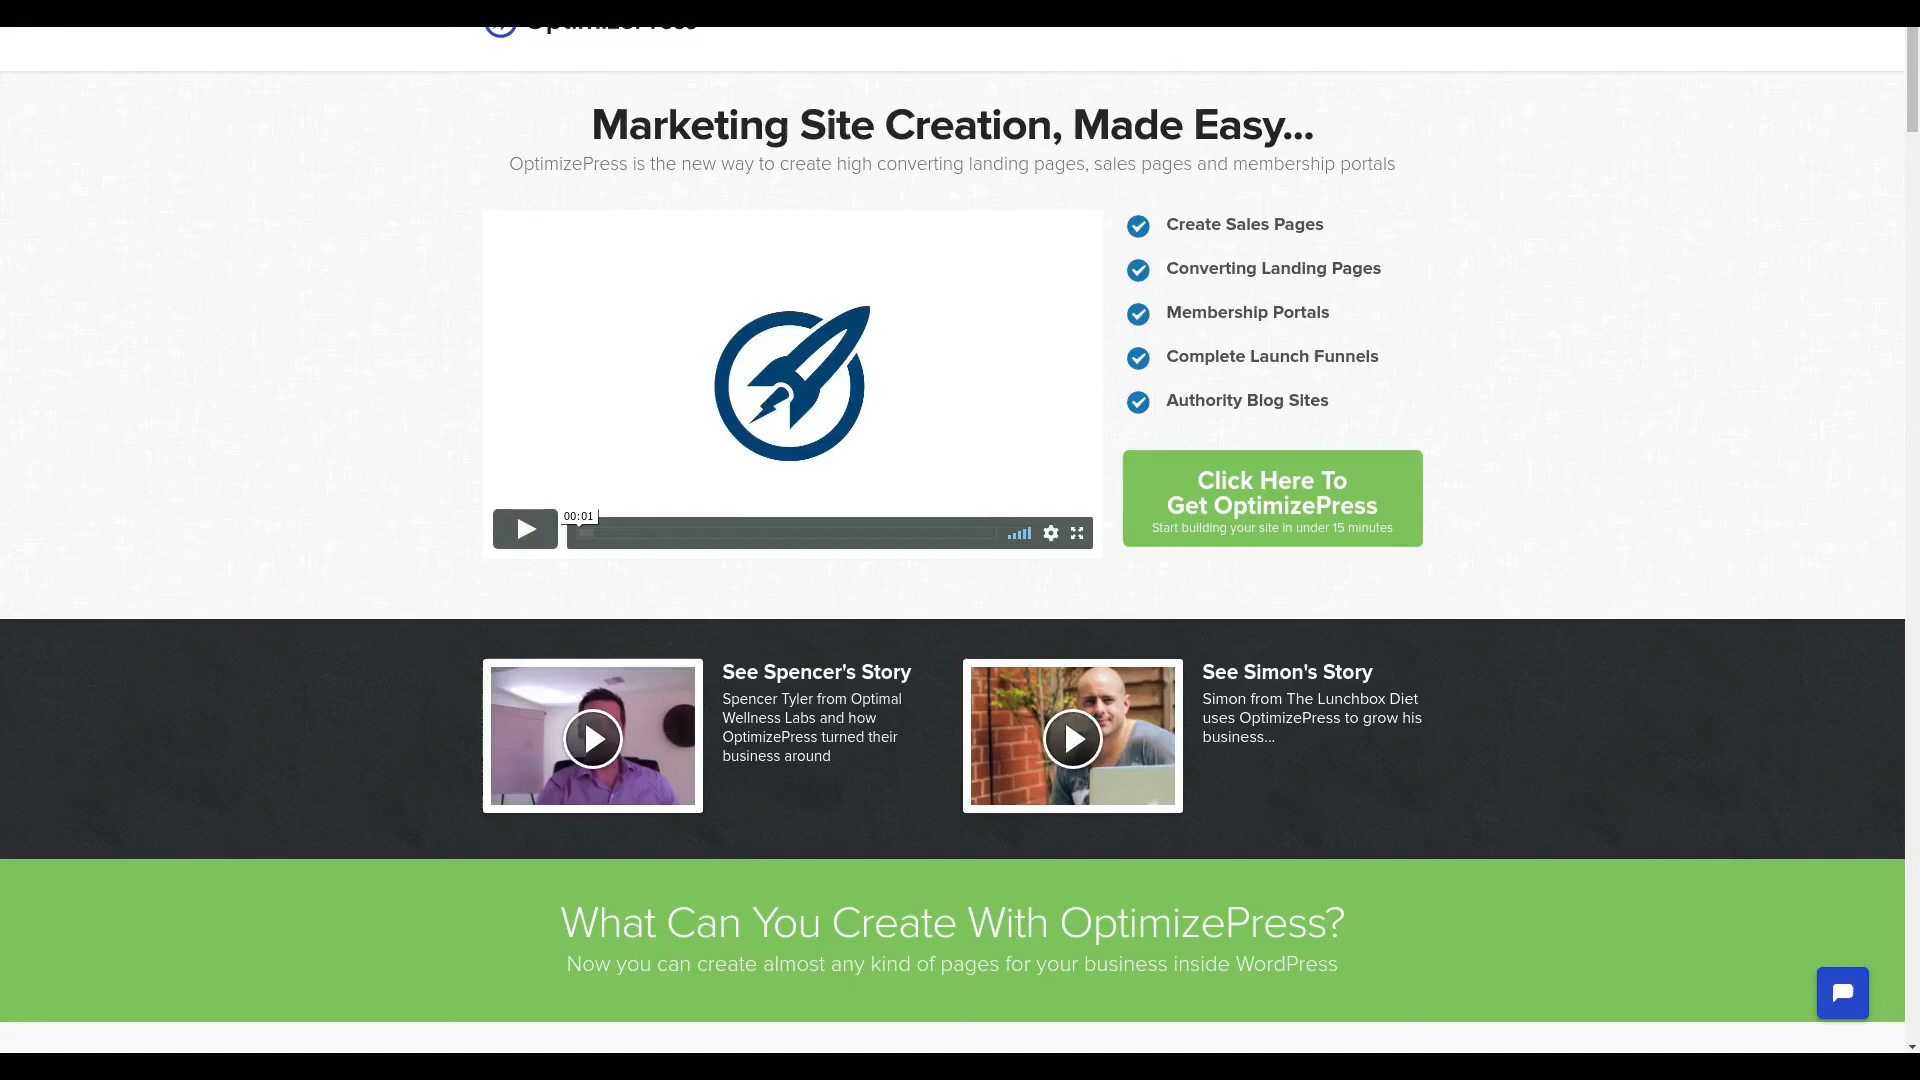 OptimizePress
Marketing Site Creation, Made Easy...
OptimizePress is the new way to create high converting landing pages, sales pages and membership portals
Create Sales Pages
Converting Landing Pages
Membership Portals
Complete Launch Funnels
Authority Blog Sites
Click Here To
Get OptimizePress
Start building your site in under 15 minutes
00:01
See Spencer's Story
Spencer Tyler from Optimal
Wellness Labs and how
OptimizePress turned their
business around
See Simon's Story
Simon from The Lunchbox Diet
uses OptimizePress to grow his
business...
What Can You Create With OptimizePress?
Now you can create almost any kind of pages for your business inside WordPress